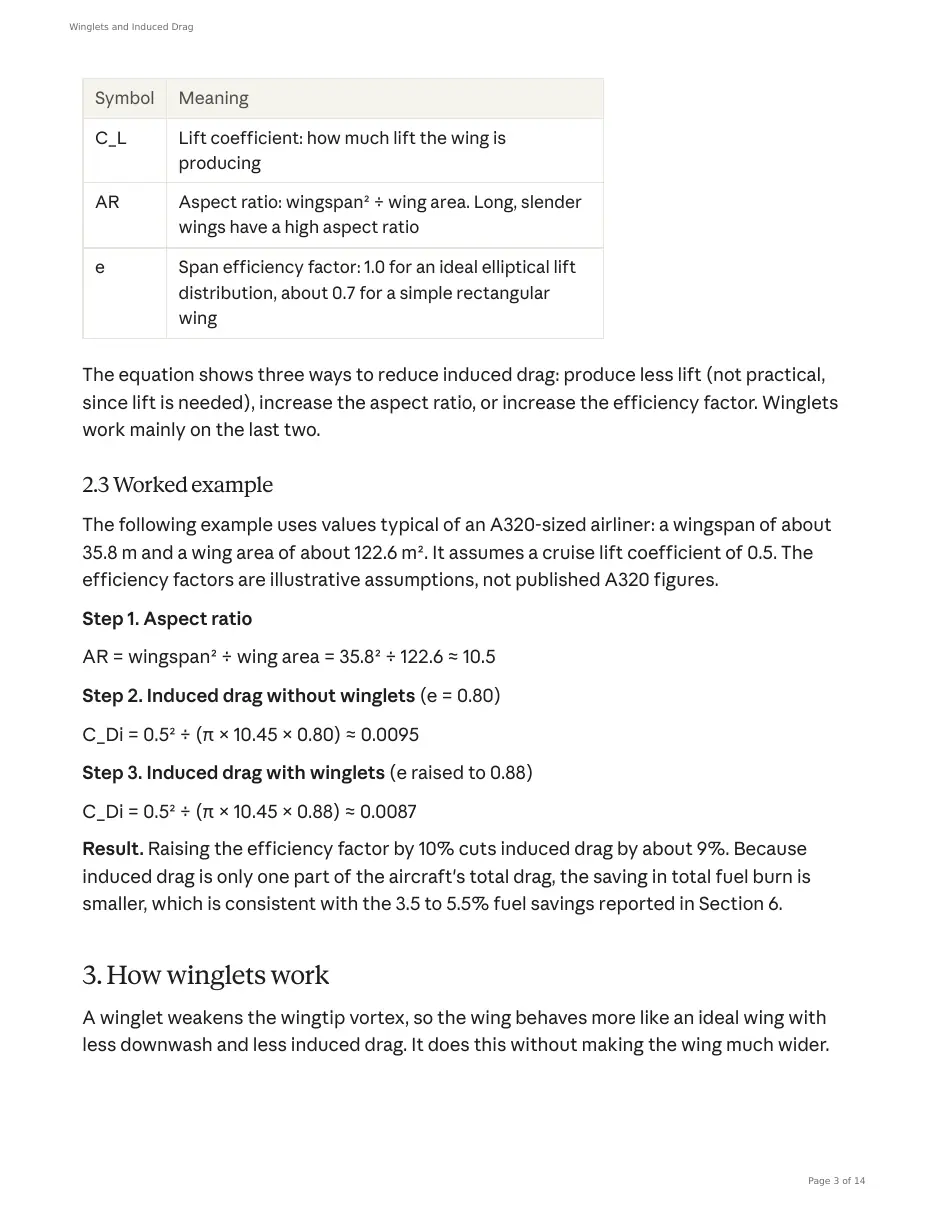 Winglets and Induced Drag
Symbol Meaning
C_L Lift coefficient: how much lift the wing is
producing
AR Aspect ratio: wingspan² ÷ wing area. Long, slender
wings have a high aspect ratio
e Span efficiency factor: 1.0 for an ideal elliptical lift
distribution, about 0.7 for a simple rectangular
wing
The equation shows three ways to reduce induced drag: produce less lift (not practical,
since lift is needed), increase the aspect ratio, or increase the efficiency factor. Winglets
work mainly on the last two.
2.3 Worked example
The following example uses values typical of an A320-sized airliner: a wingspan of about
35.8 m and a wing area of about 122.6 m². It assumes a cruise lift coefficient of 0.5. The
efficiency factors are illustrative assumptions, not published A320 figures.
Step 1. Aspect ratio
AR = wingspan² ÷ wing area = 35.8² ÷ 122.6 ≈ 10.5
Step 2. Induced drag without winglets (e = 0.80)
C_Di = 0.5² ÷ (π × 10.45 × 0.80) ≈ 0.0095
Step 3. Induced drag with winglets (e raised to 0.88)
C_Di = 0.5² ÷ (π × 10.45 × 0.88) ≈ 0.0087
Result. Raising the efficiency factor by 10% cuts induced drag by about 9%. Because
induced drag is only one part of the aircraft's total drag, the saving in total fuel burn is
smaller, which is consistent with the 3.5 to 5.5% fuel savings reported in Section 6.
3. How winglets work
A winglet weakens the wingtip vortex, so the wing behaves more like an ideal wing with
less downwash and less induced drag. It does this without making the wing much wider.
Page 3 of 14